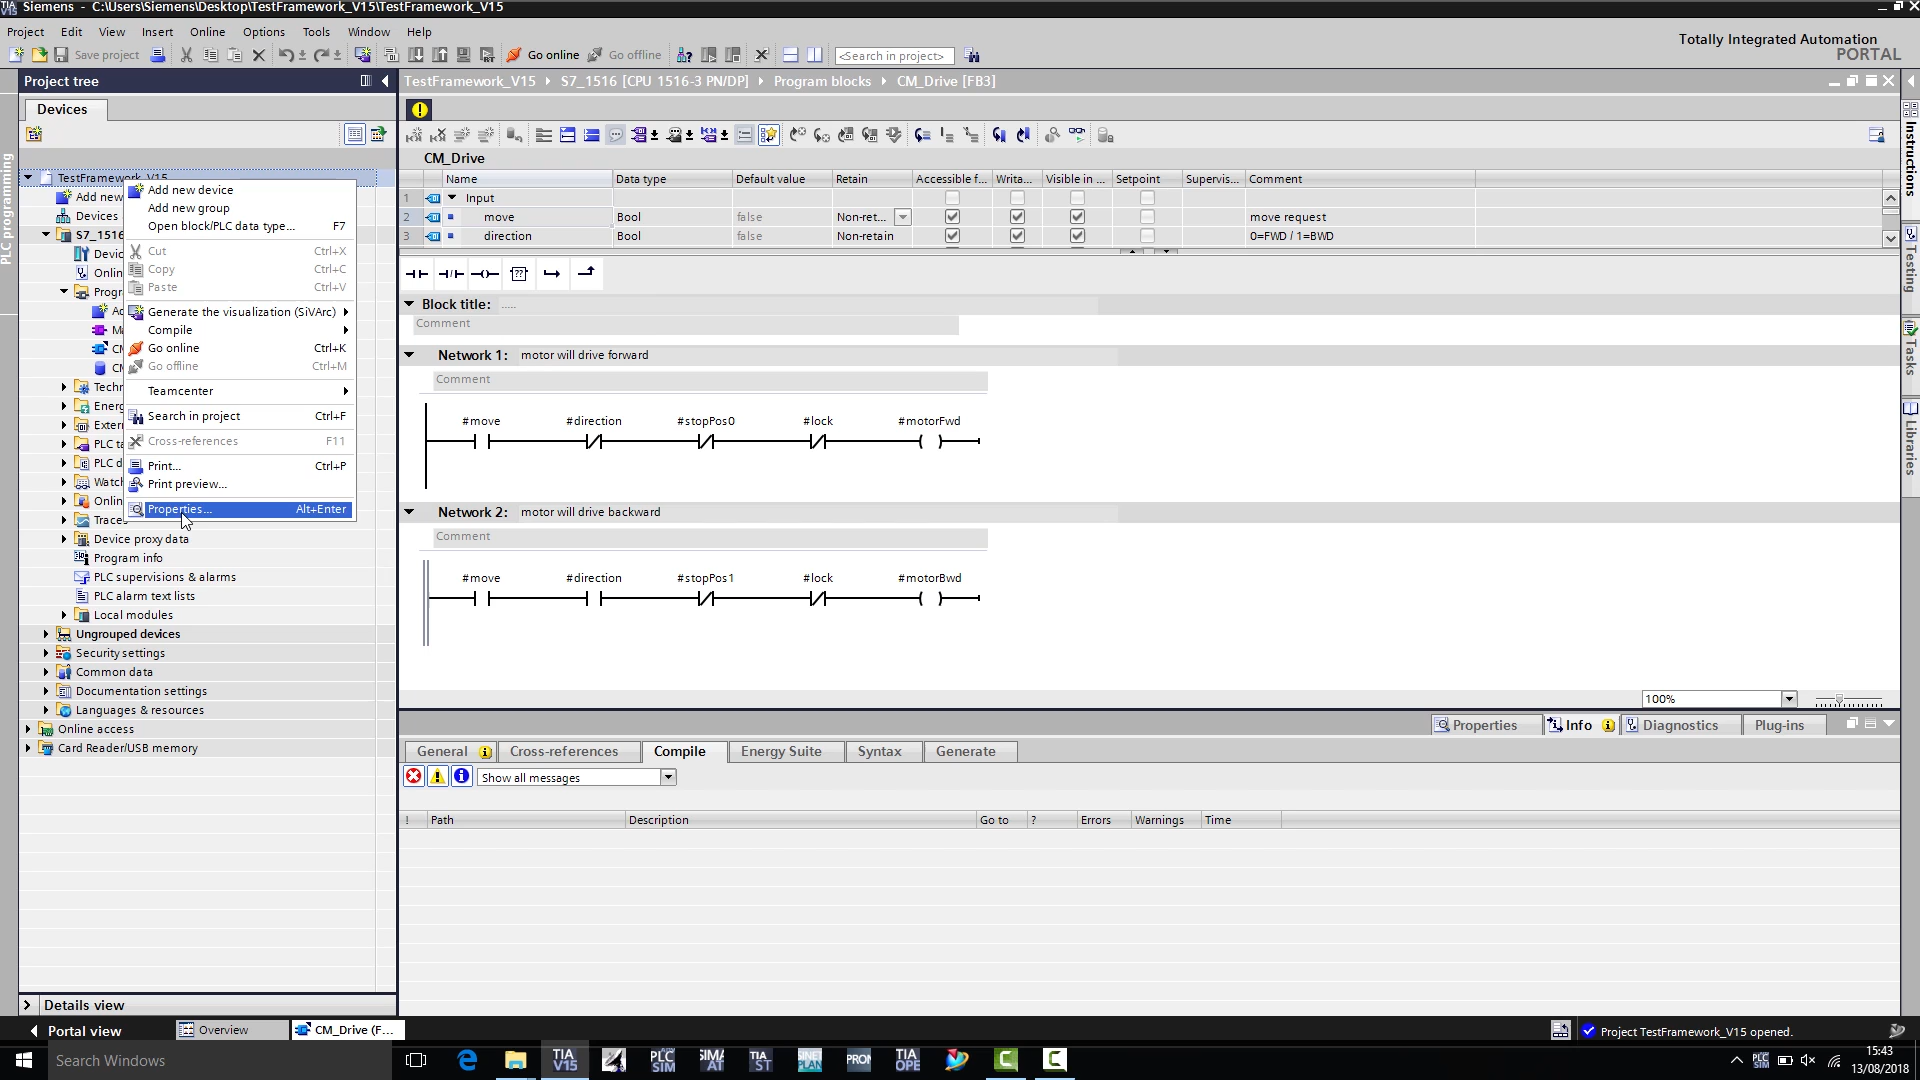 Siemens - C:\Users\Siemens\Desktop\TestFramework_V15\TestFramework_V15
Project Edit View Insert Online Options Tools Window Help
Totally Integrated Automation
PORTAL
Save project Go online Go offline <Search in project>
Project tree
TestFramework_V15 S7_1516 [CPU 1516-3 PN/DP] Program blocks CM_Drive [FB3]
Devices
PLC programming
CM_Drive
Name Data type Default value Accessible f... Retain Writa... Visible in ... Setpoint Supervis... Comment
1 Input
2 move Bool false Non-ret... move request
3 direction Bool false Non-retain 0=FWD / 1=BWD
TestFramework_V15
Add new
Devices
S7_1516
Devic
Onlin
Progr
Techr
Energ
Exter
PLC ta
PLC d
Watch
Onlin
Traces
Device proxy data
Program info
PLC supervisions & alarms
PLC alarm text lists
Local modules
Ungrouped devices
Security settings
Common data
Documentation settings
Languages & resources
Online access
Card Reader/USB memory
Add new device
Add new group
Open block/PLC data type... F7
Cut Ctrl+X
Copy Ctrl+C
Paste Ctrl+V
Generate the visualization (SiVArc)
Compile
Go online Ctrl+K
Go offline Ctrl+M
Teamcenter
Search in project Ctrl+F
Cross-references F11
Print... Ctrl+P
Print preview...
Properties... Alt+Enter
Block title: .....
Comment
Network 1: motor will drive forward
Comment
#move #direction #stopPos0 #lock #motorFwd
Network 2: motor will drive backward
Comment
#move #direction #stopPos1 #lock #motorBwd
100%
Properties Info Diagnostics Plug-ins
General Cross-references Compile Energy Suite Syntax Generate
Show all messages
! Path Description Go to ? Errors Warnings Time
Instructions
Testing
Tasks
Libraries
Details view
Portal view Overview CM_Drive (F...
Project TestFramework_V15 opened.
Search Windows
15:43
13/08/2018